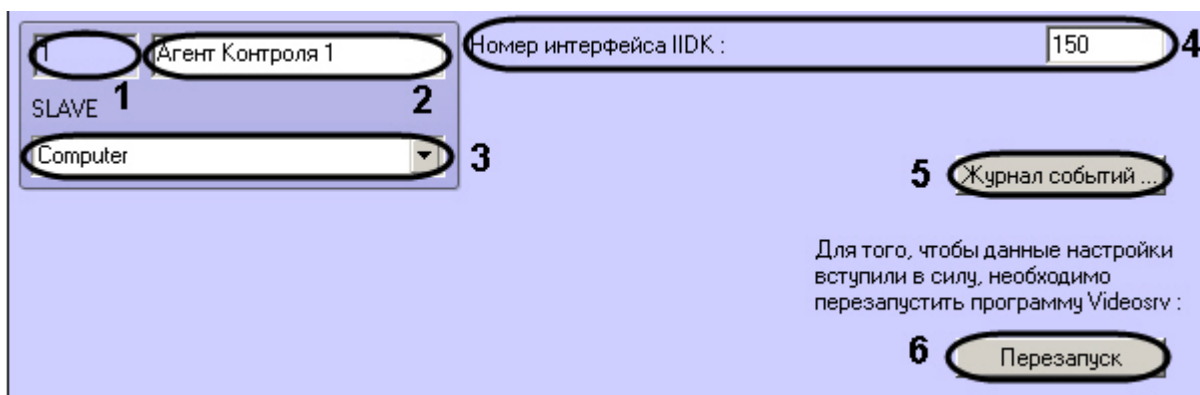 1 Агент Контроля 1
1 2
SLAVE
Computer 3
Номер интерфейса IIDK : 150 4
5 Журнал событий ...
Для того, чтобы данные настройки
вступили в силу, необходимо
перезапустить программу Videosrv :
6 Перезапуск